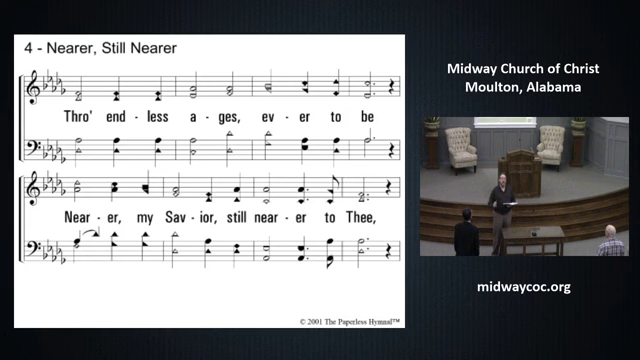 4 - Nearer, Still Nearer
Thro' end - less a - ges, ev - er to be
Near - er, my Sav - ior, still near - er to Thee,
© 2001 The Paperless Hymnal™
Midway Church of Christ
Moulton, Alabama
midwaycoc.org